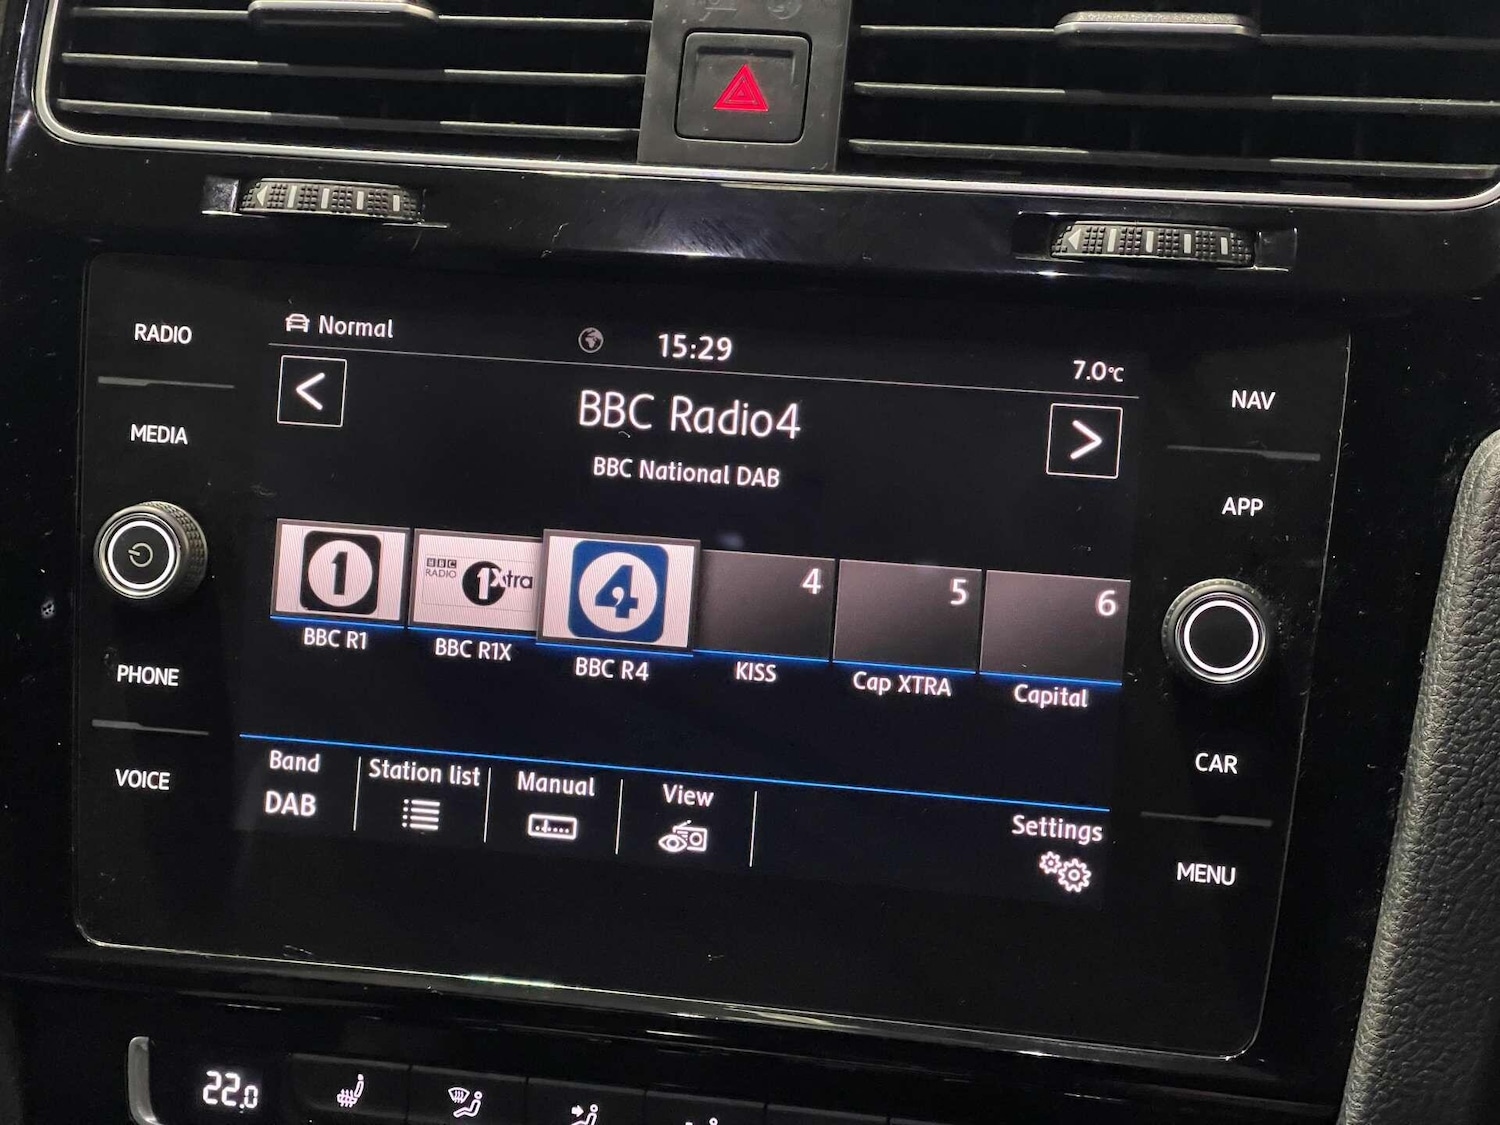 RADIO
MEDIA
PHONE
VOICE
Normal
15:29
7.0°C
<
BBC Radio4
>
BBC National DAB
1
BBC RADIO 1Xtra
4
4
5
6
BBC R1
BBC R1X
BBC R4
KISS
Cap XTRA
Capital
Band
DAB
Station list
Manual
View
Settings
NAV
APP
CAR
MENU
22.0